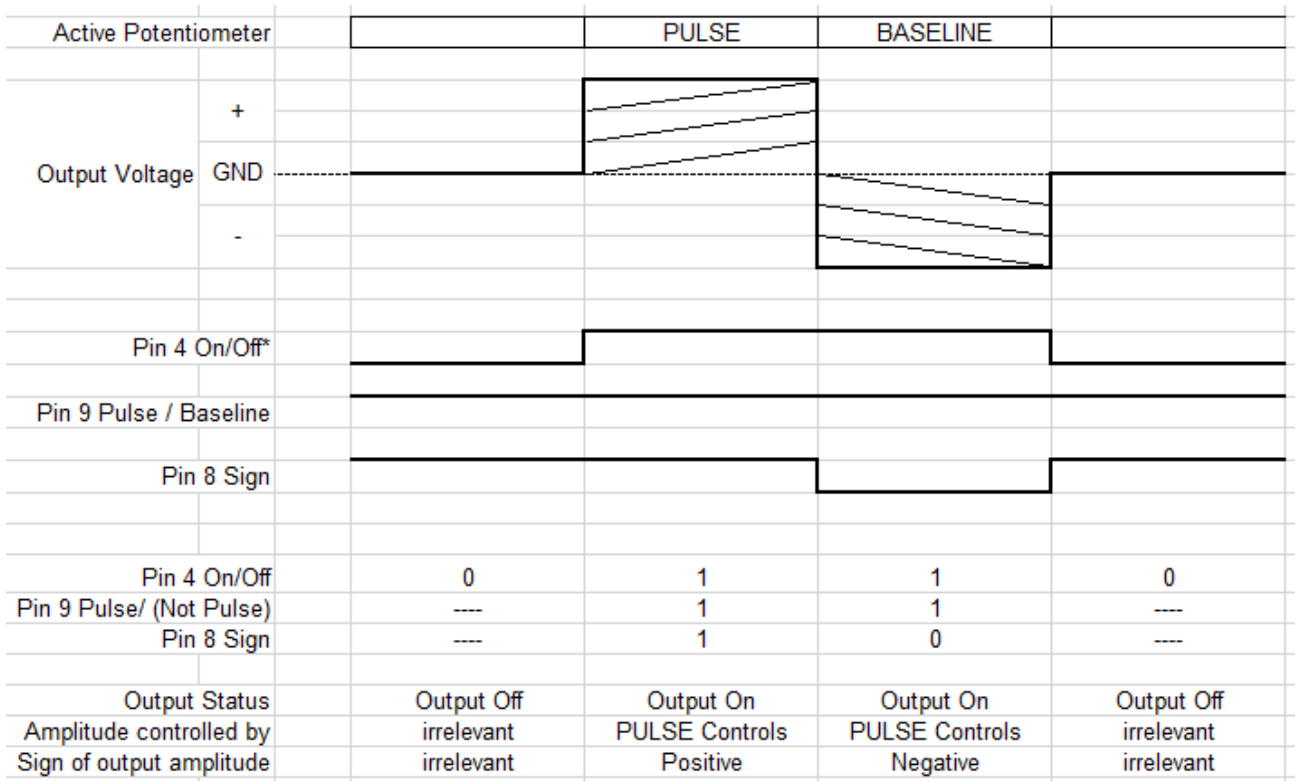 Active Potentiometer PULSE BASELINE
+
Output Voltage GND
-
Pin 4 On/Off*
Pin 9 Pulse / Baseline
Pin 8 Sign
Pin 4 On/Off 0 1 1 0
Pin 9 Pulse/ (Not Pulse) ---- 1 1 ----
Pin 8 Sign ---- 1 0 ----
Output Status Output Off Output On Output On Output Off
Amplitude controlled by irrelevant PULSE Controls PULSE Controls irrelevant
Sign of output amplitude irrelevant Positive Negative irrelevant